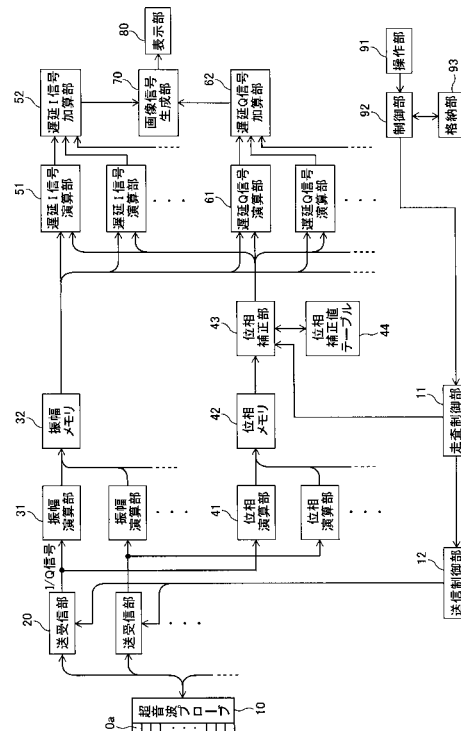 0a
超音波プローブ
10
20
送受信部
送受信部
I/Q信号
31
振幅
演算部
振幅
演算部
32
振幅
メモリ
41
位相
演算部
位相
演算部
42
位相
メモリ
43
位相
補正部
位相
補正値
テーブル
44
51
遅延I信号
演算部
遅延I信号
演算部
52
遅延I信号
加算部
61
遅延Q信号
演算部
遅延Q信号
演算部
62
遅延Q信号
加算部
70
画像信号
生成部
80
表示部
12
送信制御部
11
走査制御部
92
制御部
91
操作部
93
格納部